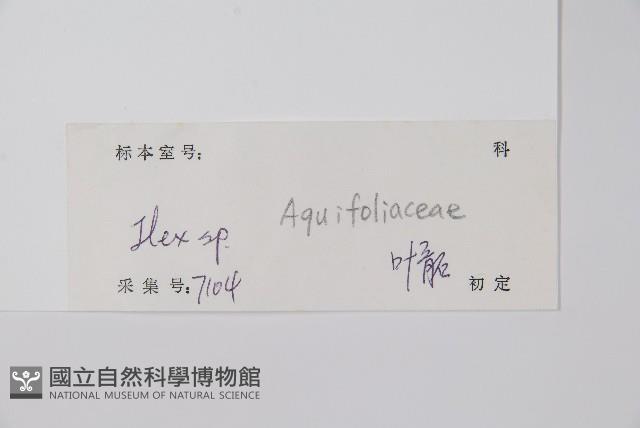 标本室号: 科
Aquifoliaceae
Ilex sp.
采集号: 7104 叶 初定
國立自然科學博物館
NATIONAL MUSEUM OF NATURAL SCIENCE